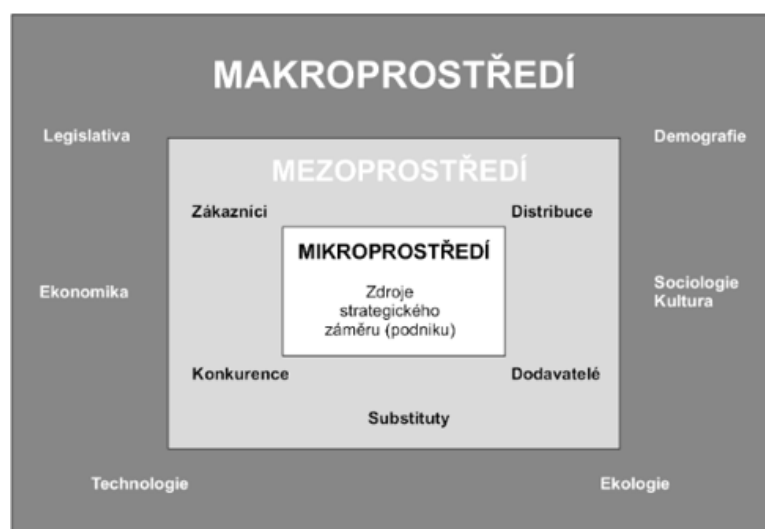 MAKROPROSTŘEDÍ
Legislativa
Demografie
MEZOPROSTŘEDÍ
Zákazníci
Distribuce
MIKROPROSTŘEDÍ
Zdroje
strategického
záměru (podniku)
Ekonomika
Sociologie
Kultura
Konkurence
Dodavatelé
Substituty
Technologie
Ekologie